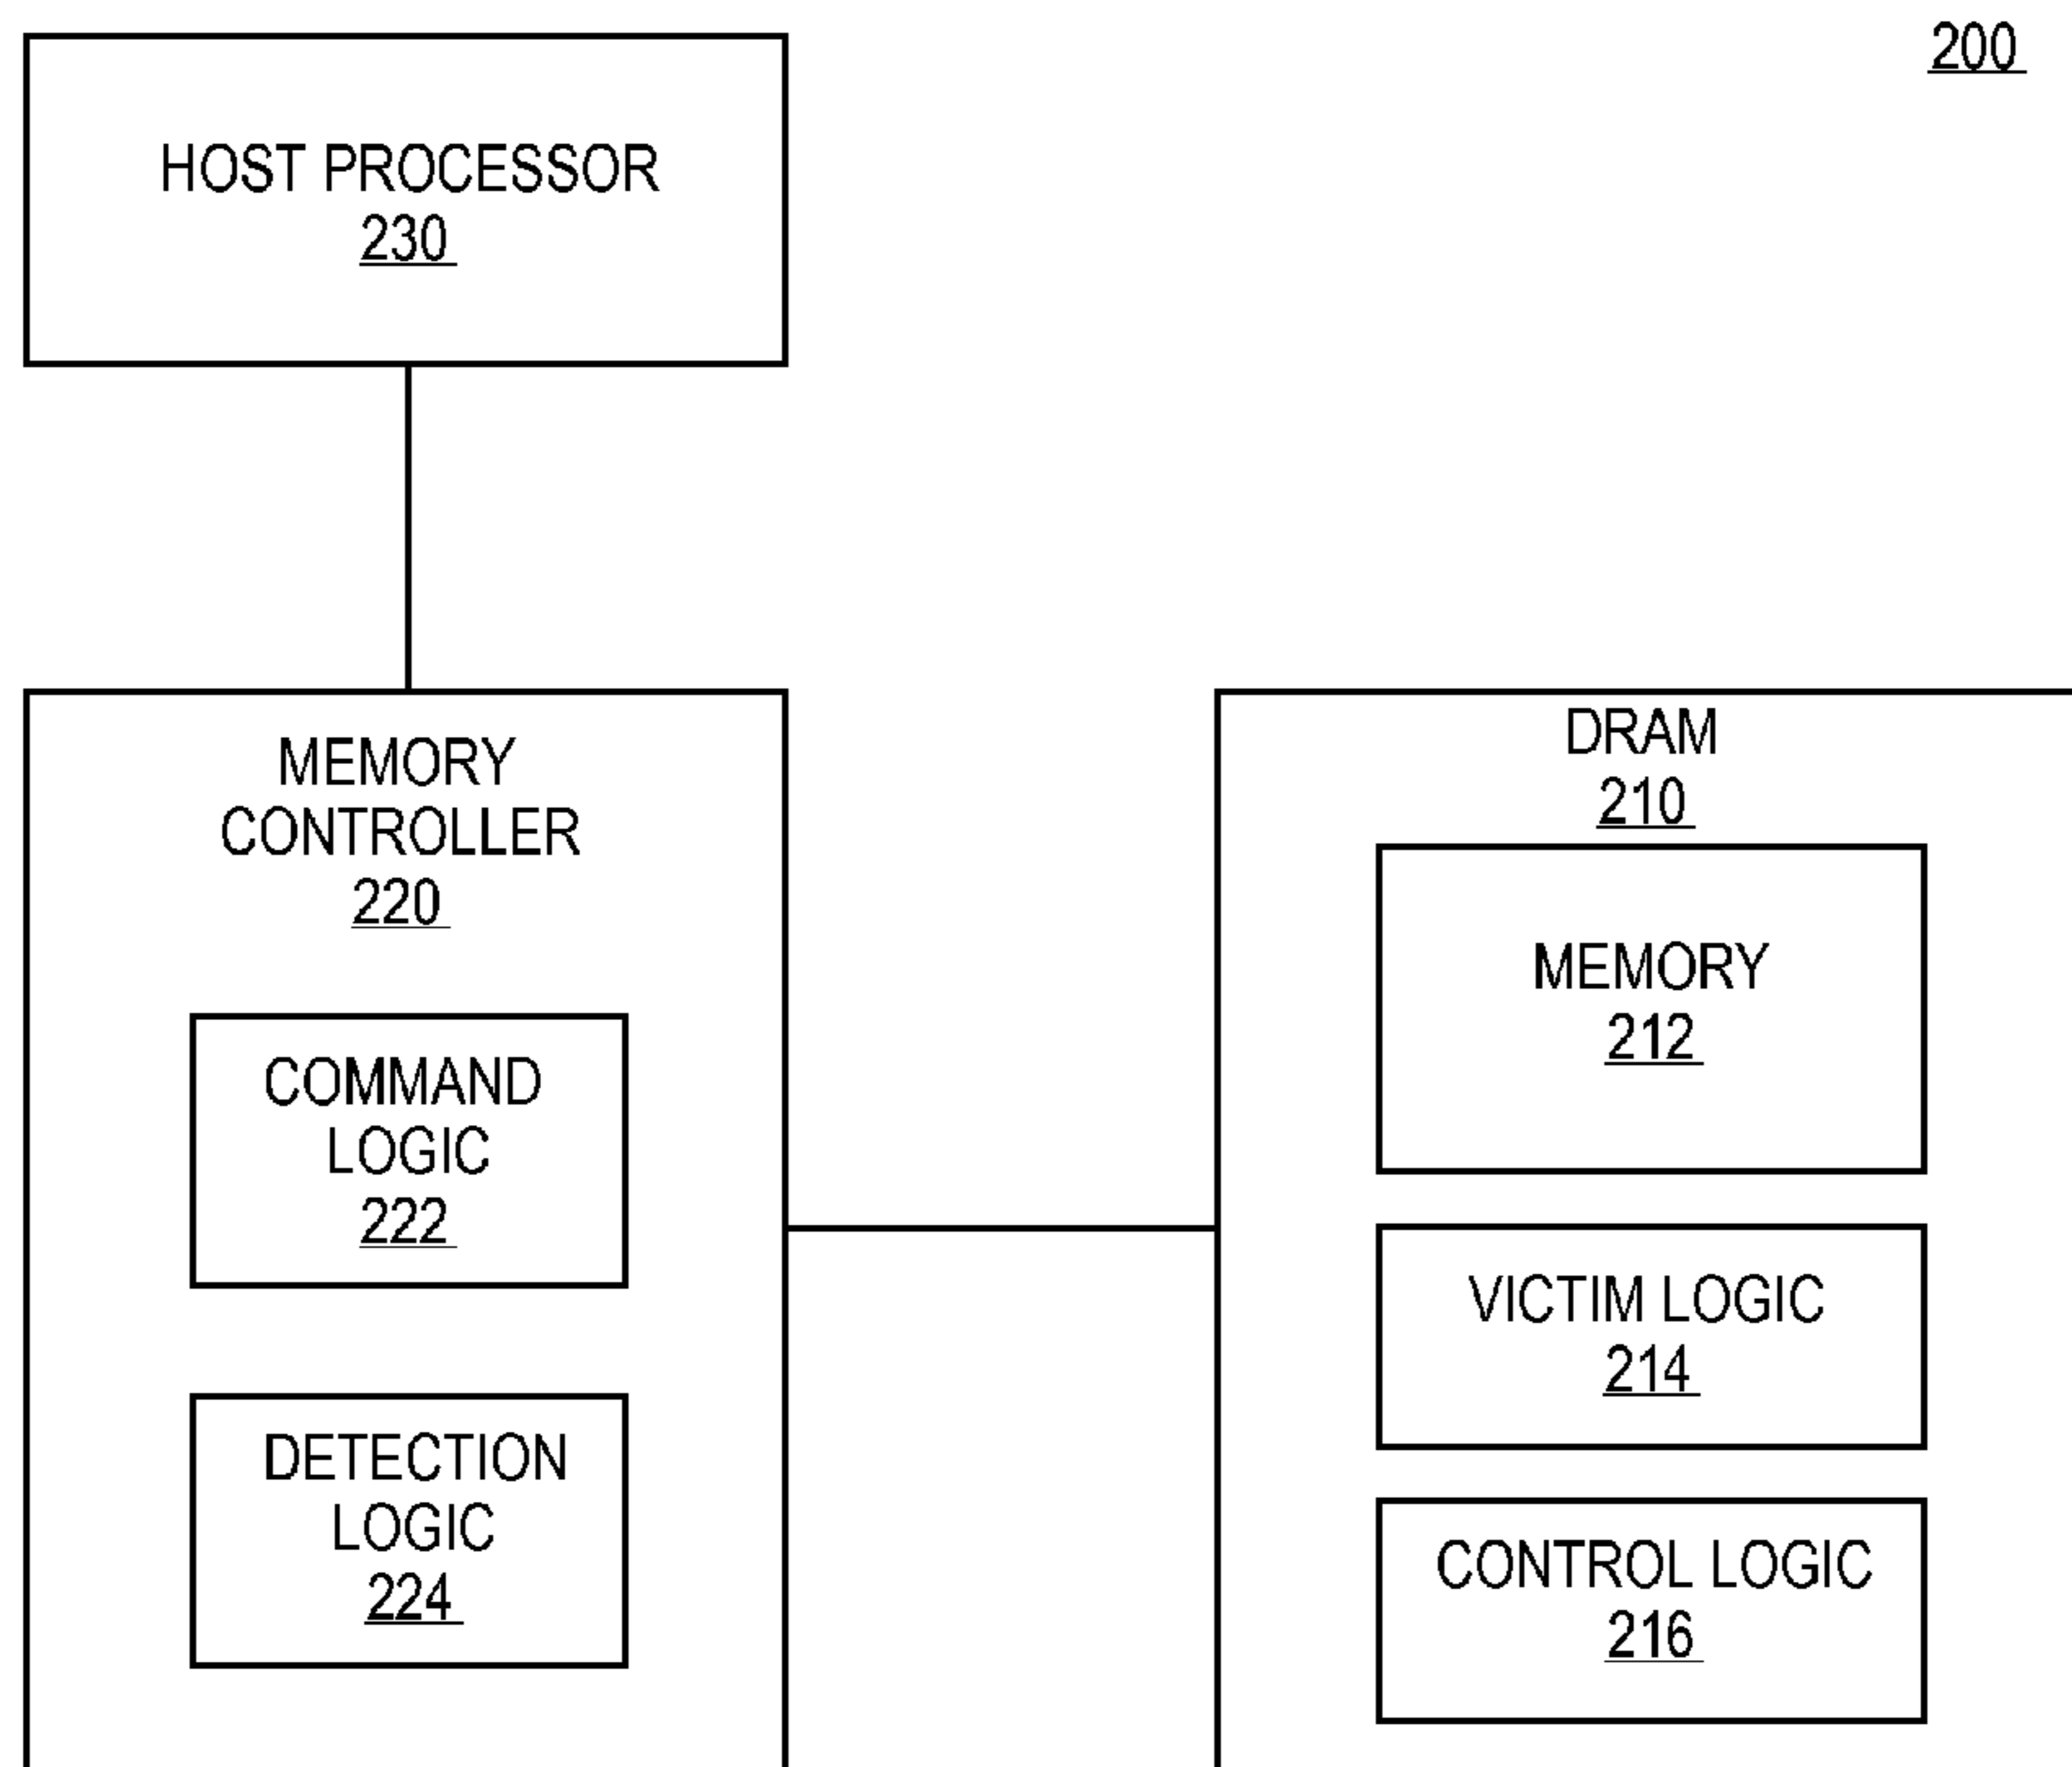 200
HOST PROCESSOR
230
MEMORY
CONTROLLER
220
COMMAND
LOGIC
222
DETECTION
LOGIC
224
DRAM
210
MEMORY
212
VICTIM LOGIC
214
CONTROL LOGIC
216